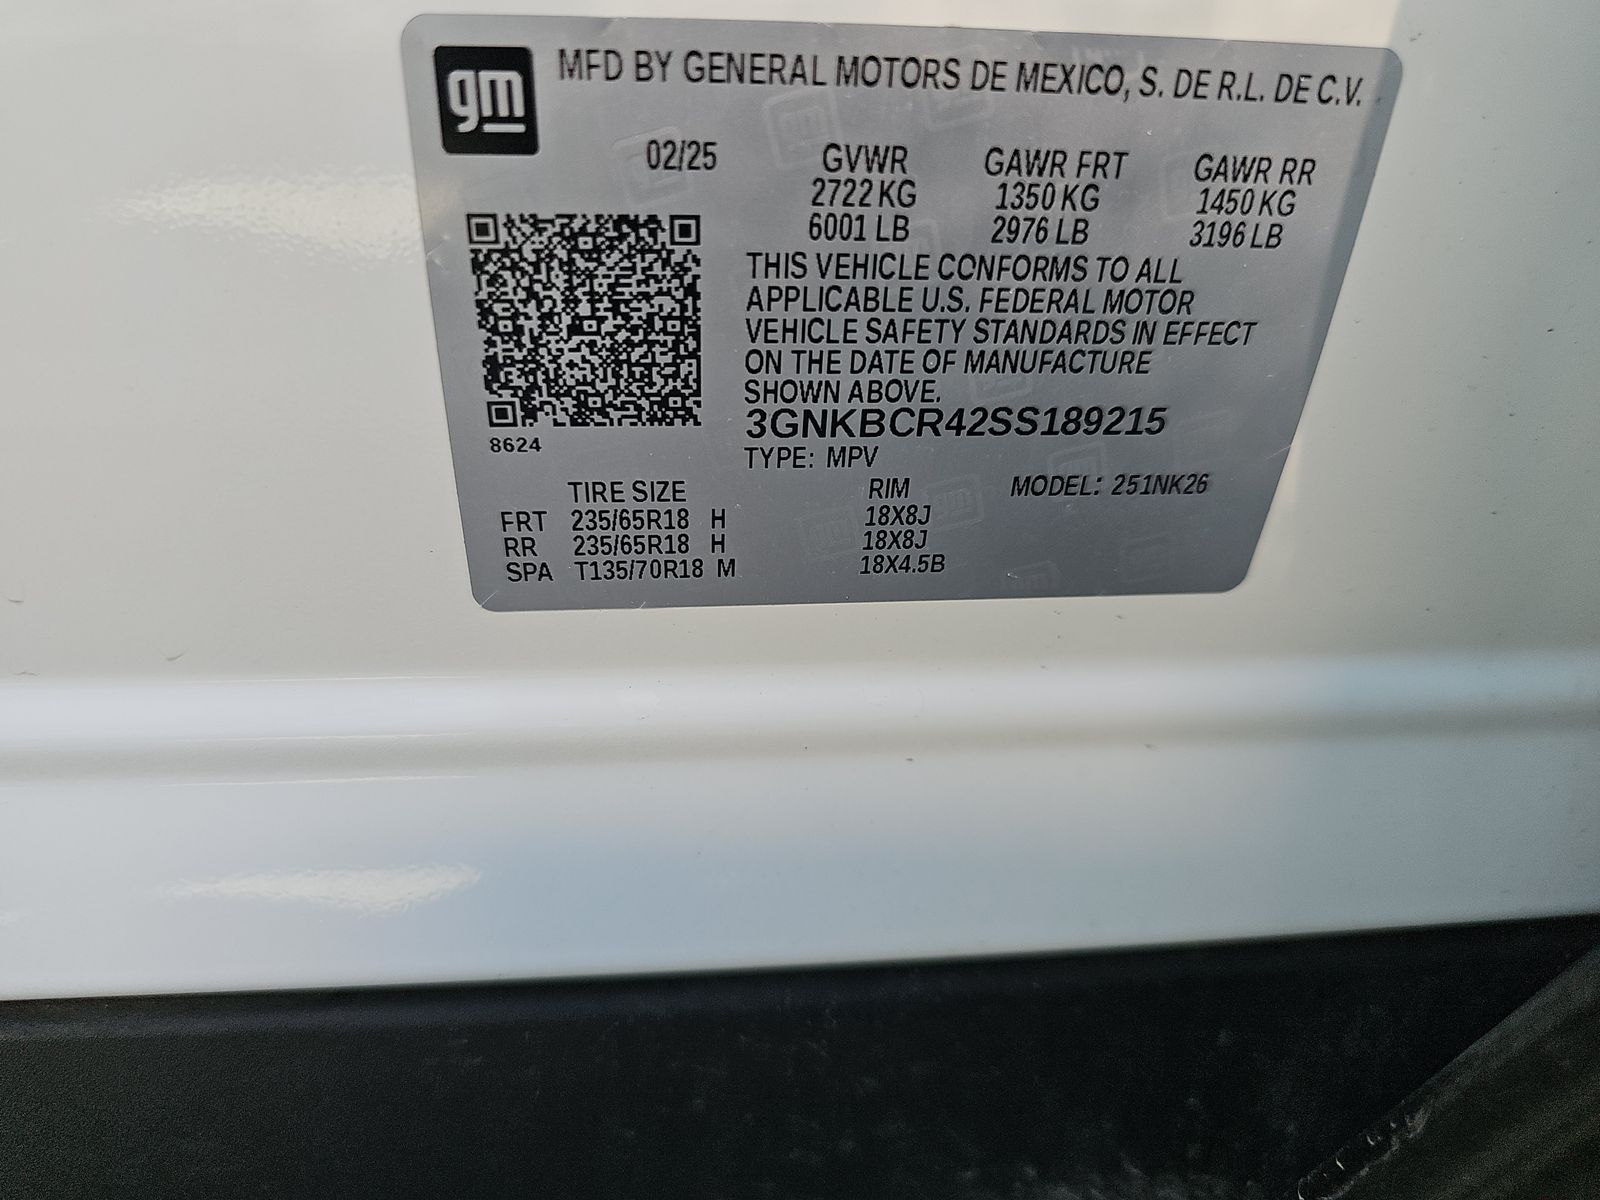 gm MFD BY GENERAL MOTORS DE MEXICO, S. DE R.L. DE C.V.
02/25 GVWR GAWR FRT GAWR RR
2722 KG 1350 KG 1450 KG
6001 LB 2976 LB 3196 LB
THIS VEHICLE CONFORMS TO ALL
APPLICABLE U.S. FEDERAL MOTOR
VEHICLE SAFETY STANDARDS IN EFFECT
ON THE DATE OF MANUFACTURE
SHOWN ABOVE.
3GNKBCR42SS189215
8624
TYPE: MPV
TIRE SIZE RIM MODEL: 251NK26
FRT 235/65R18 H 18X8J
RR 235/65R18 H 18X8J
SPA T135/70R18 M 18X4.5B